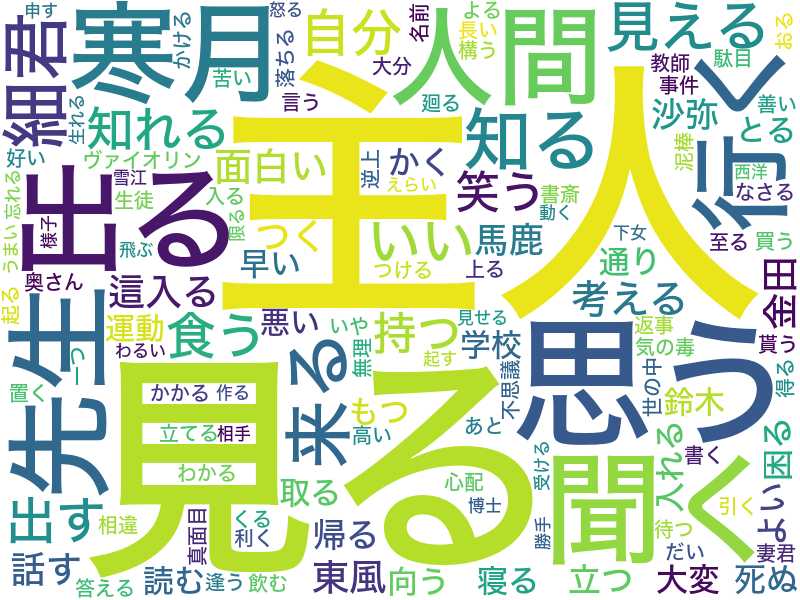 申す
怒る
かける
落ちる
自分
名前
よる
長い
構う
見える
おる
駄目
細君
寒月
苦い
大分
人間
廻る
教師
事件
善い
生れる
知れる
言う
主人
知る
沙弥
とる
行く
好い
ヴァイオリン
面白い
逆上
かく
えらい
笑う
書斎
動く
泥棒
西洋
なさる
雪江
生徒
入る
限る
出る
忘れる
うまい
様子
飛ぶ
つく
いい
馬鹿
下女
至る
買う
奥さん
早い
つける
上る
通り
這入る
考える
金田
起る
運動
悪い
いや
持つ
見せる
返事
気の毒
貰う
わるい
食う
無理
起す
学校
不思議
世の中
得る
先生
一つ
来る
思う
鈴木
置く
かかる
作る
もつ
高い
あと
立てる
相手
見る
聞く
入れる
書く
困る
わかる
心配
受ける
出す
相違
真面目
くる
利く
取る
帰る
博士
勝手
待つ
引く
よい
だい
妻君
話す
答える
読む
逢う
飲む
東風
向う
寝る
立つ
大変
死ぬ